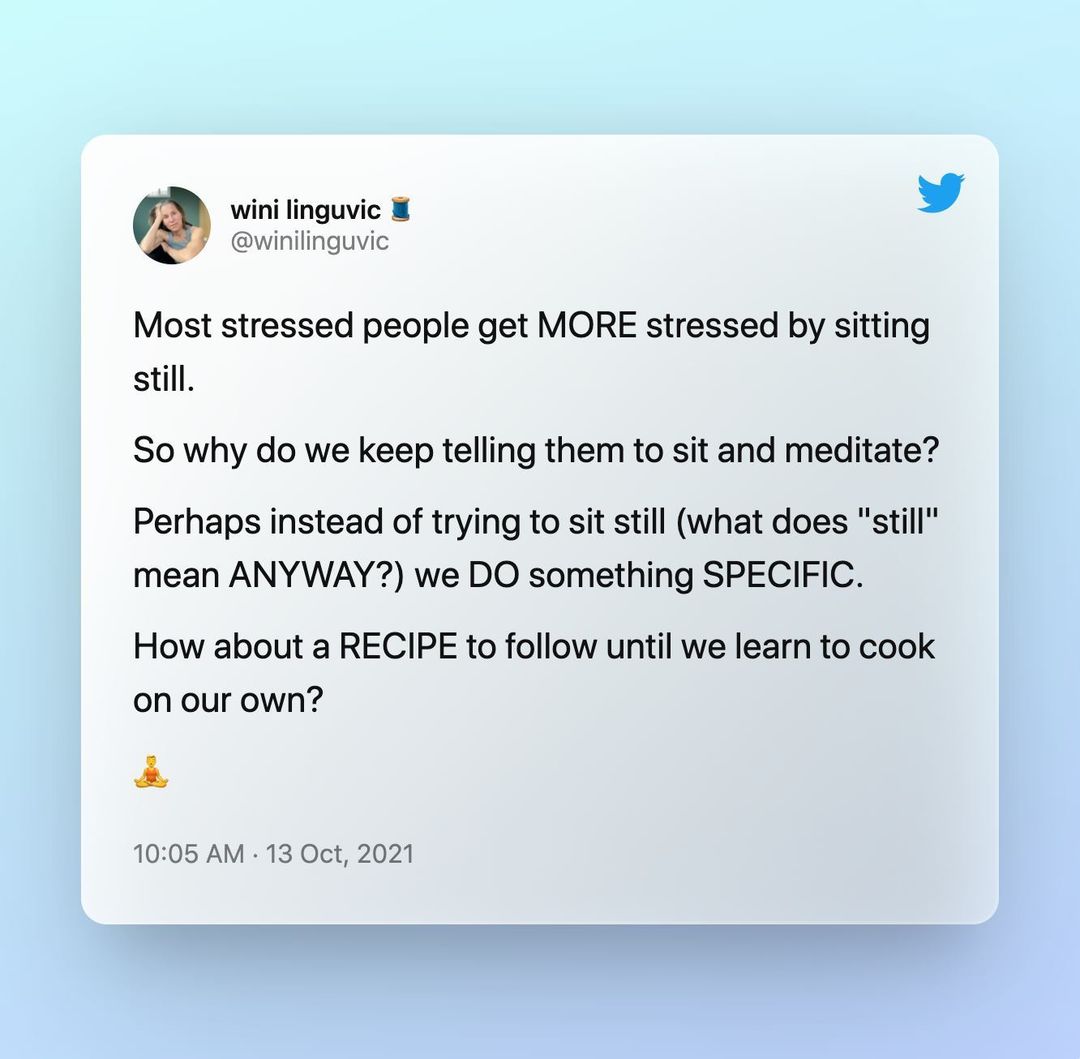 wini linguvic 🧵
@winilinguvic
Most stressed people get MORE stressed by sitting
still.
So why do we keep telling them to sit and meditate?
Perhaps instead of trying to sit still (what does "still"
mean ANYWAY?) we DO something SPECIFIC.
How about a RECIPE to follow until we learn to cook
on our own?
🧘
10:05 AM · 13 Oct, 2021